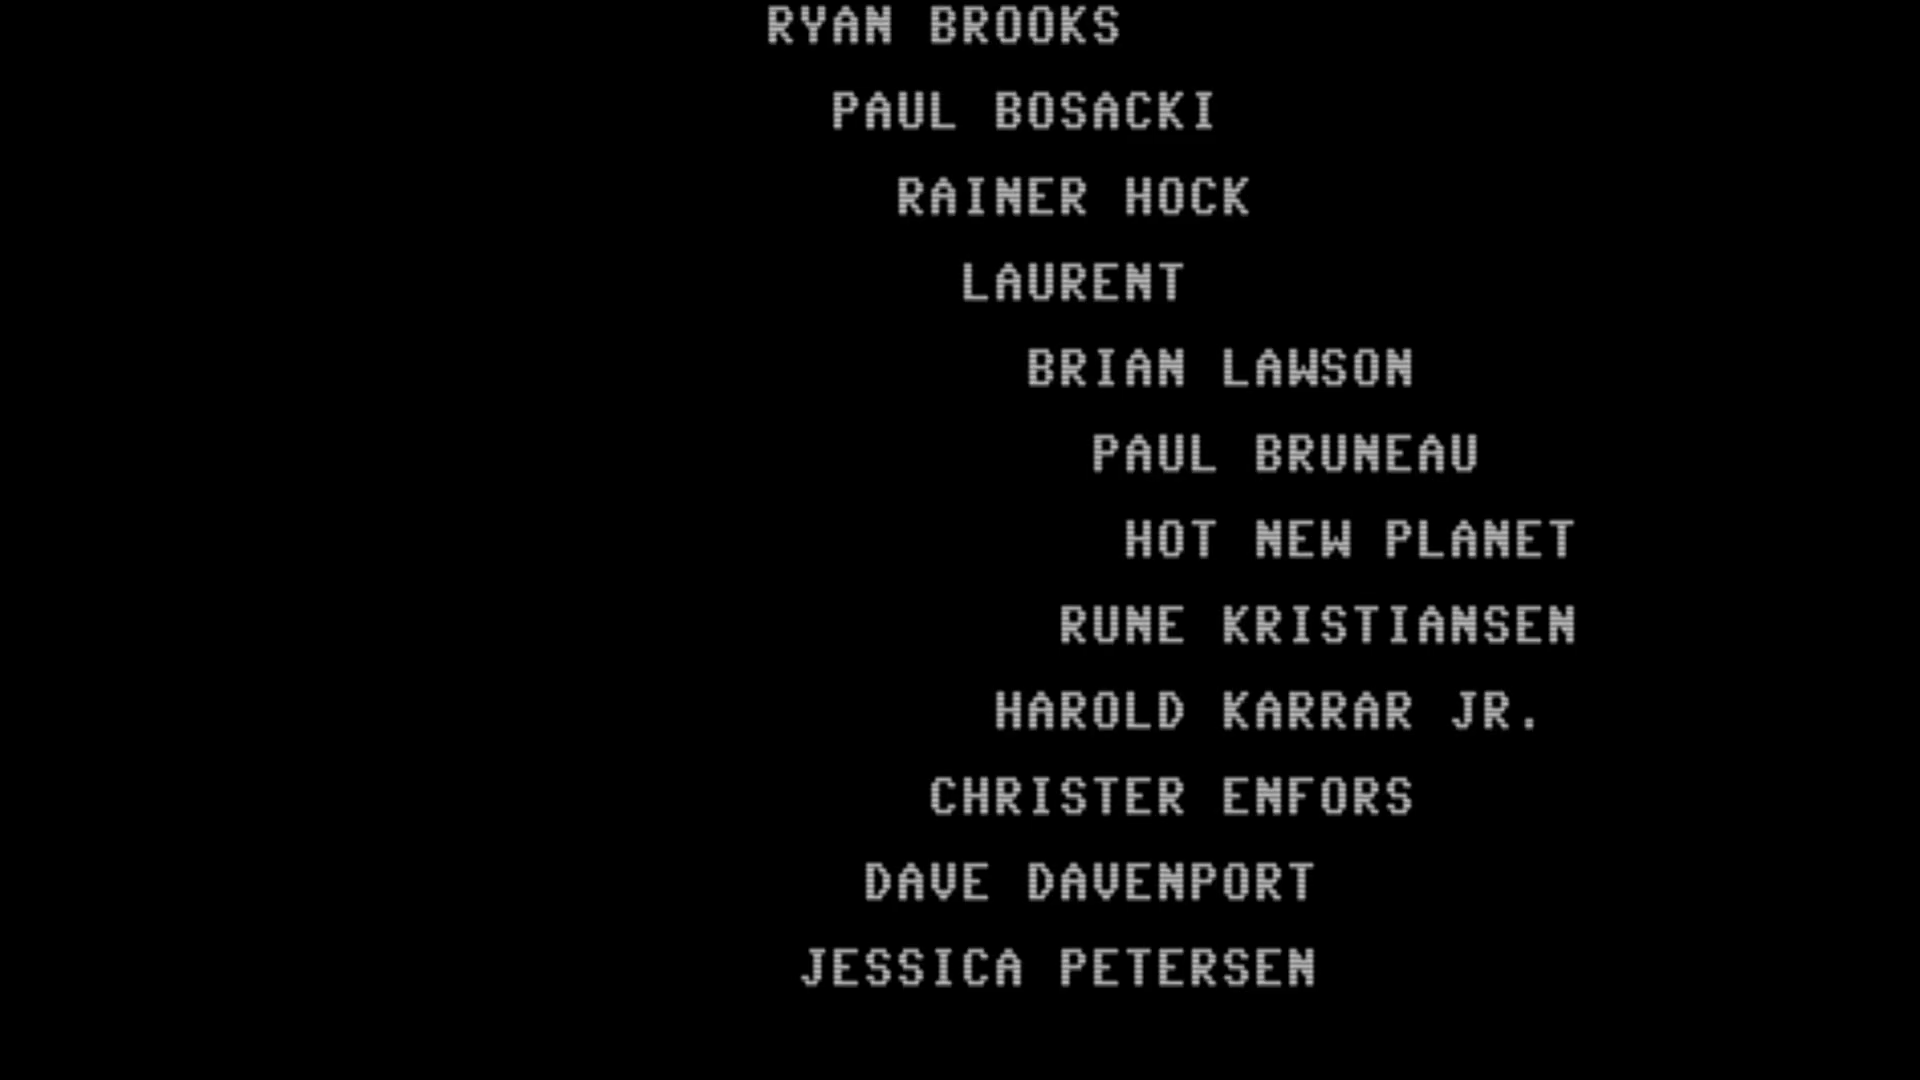 RYAN BROOKS
PAUL BOSACKI
RAINER HOCK
LAURENT
BRIAN LAWSON
PAUL BRUNEAU
HOT NEW PLANET
RUNE KRISTIANSEN
HAROLD KARRAR JR.
CHRISTER ENFORS
DAVE DAVENPORT
JESSICA PETERSEN